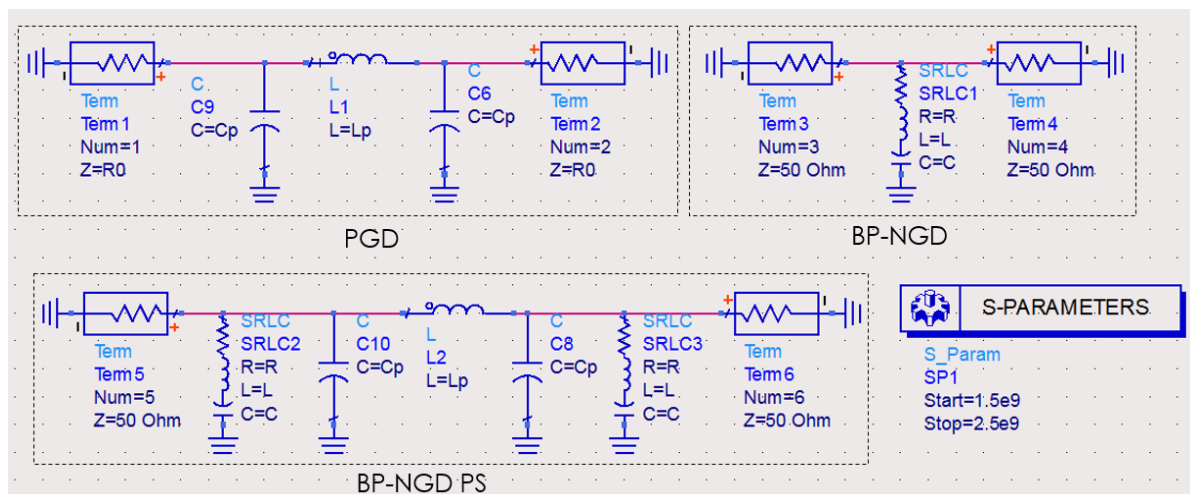 Term
Term1
Num=1
Z=R0
C
C9
C=Cp
L
L1
L=Lp
C
C6
C=Cp
Term
Term2
Num=2
Z=R0
PGD
Term
Term3
Num=3
Z=50 Ohm
SRLC
SRLC1
R=R
L=L
C=C
Term
Term4
Num=4
Z=50 Ohm
BP-NGD
Term
Term5
Num=5
Z=50 Ohm
SRLC
SRLC2
R=R
L=L
C=C
C
C10
C=Cp
L
L2
L=Lp
C
C8
C=Cp
SRLC
SRLC3
R=R
L=L
C=C
Term
Term6
Num=6
Z=50 Ohm
BP-NGD PS
S-PARAMETERS
S_Param
SP1
Start=1.5e9
Stop=2.5e9